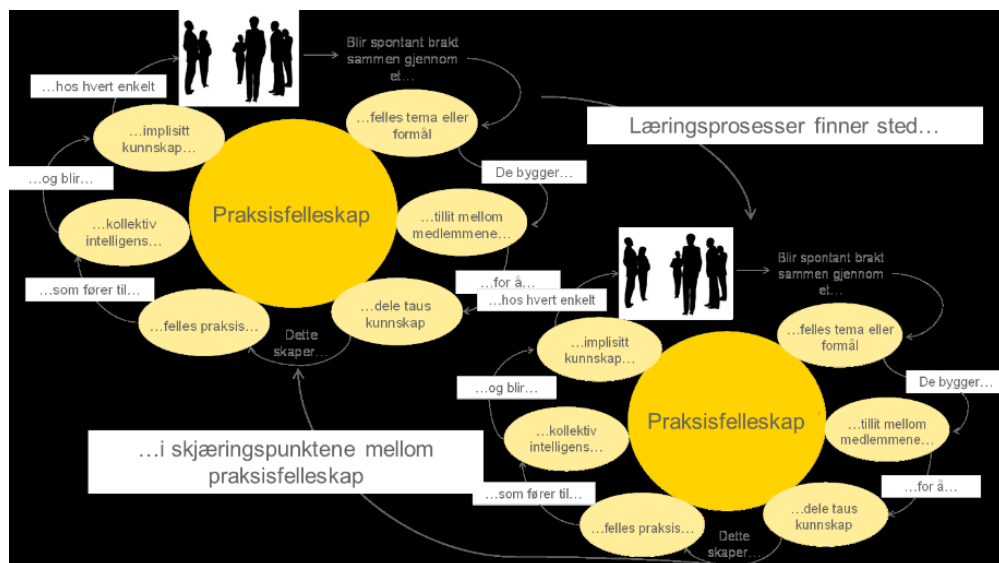 Blir spontant brakt
sammen gjennom
et…
…hos hvert enkelt
…felles tema eller
formål
…implisitt
kunnskap…
Læringsprosesser finner sted…
De bygger…
…og blir…
Praksisfelleskap
…tillit mellom
medlemmene…
…kollektiv
intelligens…
…for å…
…som fører til…
…dele taus
kunnskap
…felles praksis…
Dette
skaper…
Blir spontant brakt
sammen gjennom
et…
…hos hvert enkelt
…felles tema eller
formål
…implisitt
kunnskap…
De bygger…
…og blir…
Praksisfelleskap
…tillit mellom
medlemmene…
…kollektiv
intelligens…
…for å…
…som fører til…
…dele taus
kunnskap
…felles praksis…
Dette
skaper…
…i skjæringspunktene mellom
praksisfelleskap